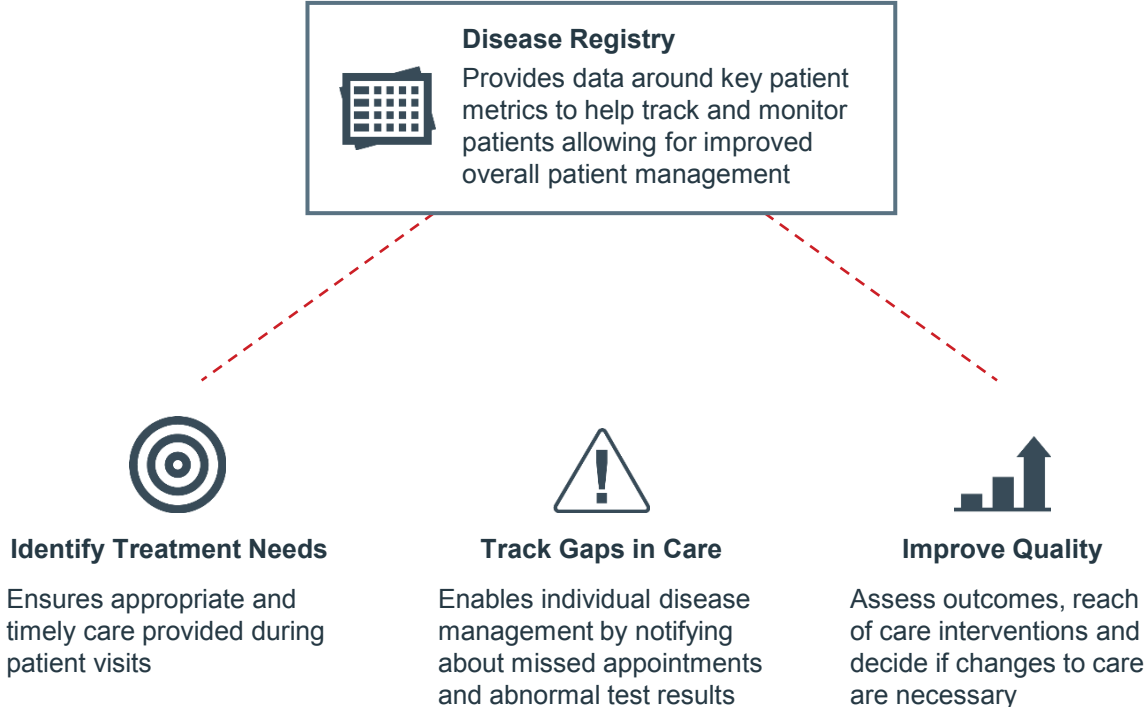 Disease Registry
Provides data around key patient
metrics to help track and monitor
patients allowing for improved
overall patient management
Identify Treatment Needs
Ensures appropriate and
timely care provided during
patient visits
Track Gaps in Care
Enables individual disease
management by notifying
about missed appointments
and abnormal test results
Improve Quality
Assess outcomes, reach
of care interventions and
decide if changes to care
are necessary